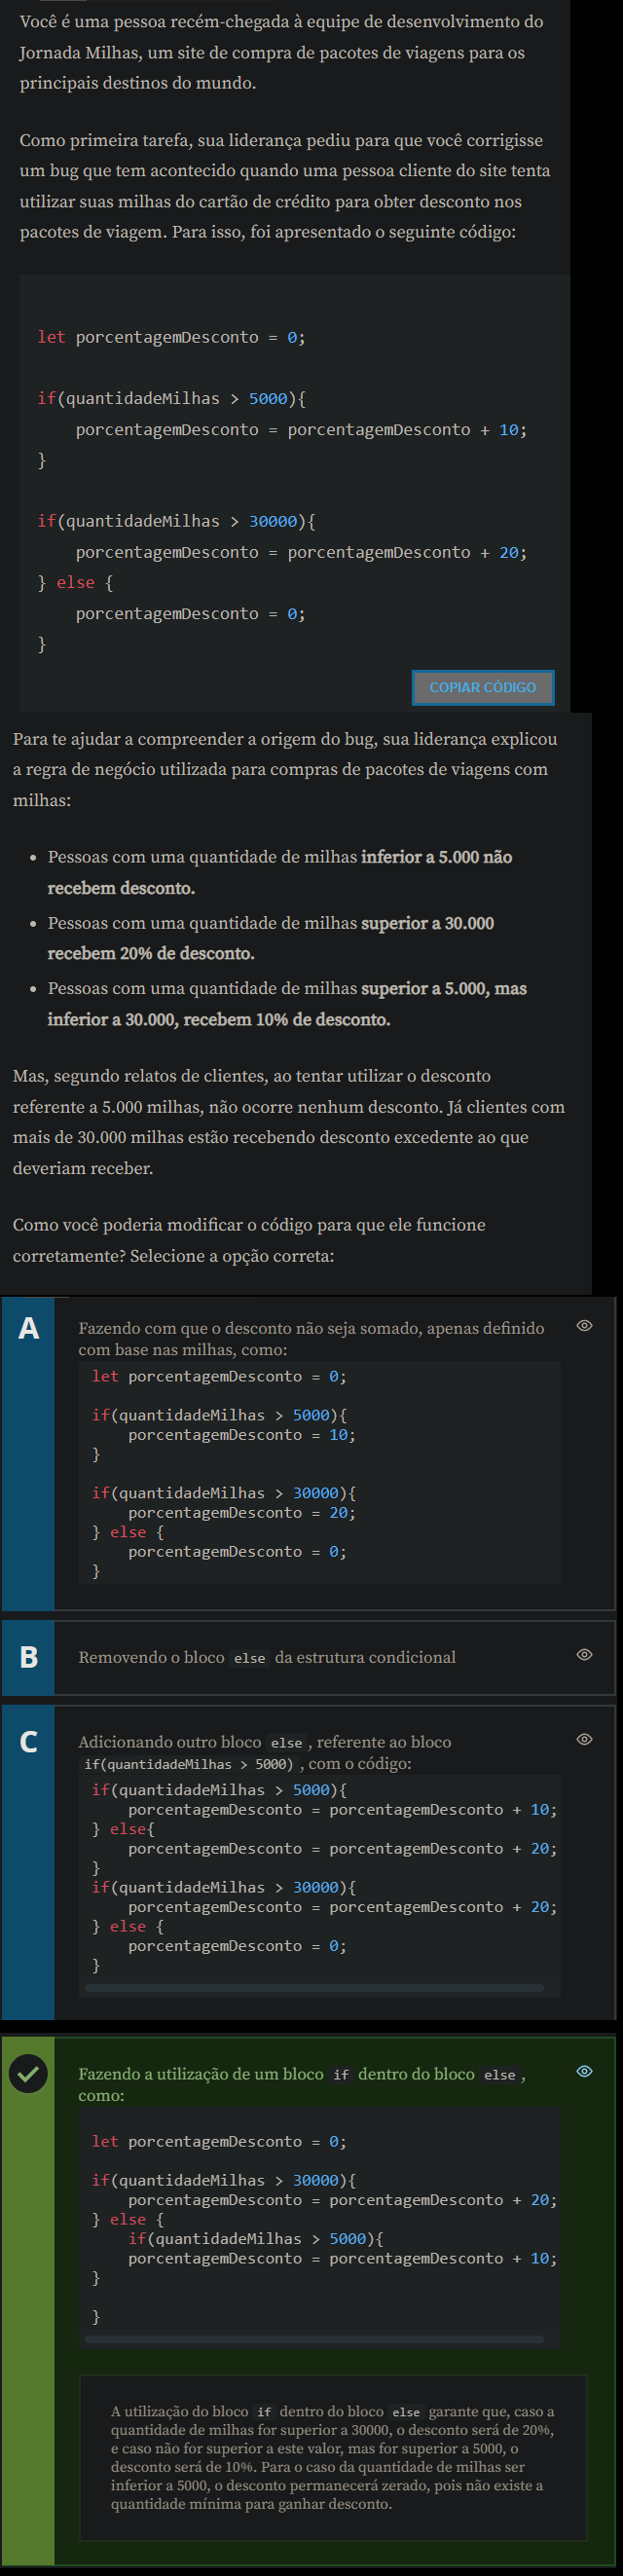 Você é uma pessoa recém-chegada à equipe de desenvolvimento do
Jornada Milhas, um site de compra de pacotes de viagens para os
principais destinos do mundo.
Como primeira tarefa, sua liderança pediu para que você corrigisse
um bug que tem acontecido quando uma pessoa cliente do site tenta
utilizar suas milhas do cartão de crédito para obter desconto nos
pacotes de viagem. Para isso, foi apresentado o seguinte código:
let porcentagemDesconto = 0;
if(quantidadeMilhas > 5000){
    porcentagemDesconto = porcentagemDesconto + 10;
}
if(quantidadeMilhas > 30000){
    porcentagemDesconto = porcentagemDesconto + 20;
} else {
    porcentagemDesconto = 0;
}
COPIAR CÓDIGO
Para te ajudar a compreender a origem do bug, sua liderança explicou
a regra de negócio utilizada para compras de pacotes de viagens com
milhas:
• Pessoas com uma quantidade de milhas inferior a 5.000 não
recebem desconto.
• Pessoas com uma quantidade de milhas superior a 30.000
recebem 20% de desconto.
• Pessoas com uma quantidade de milhas superior a 5.000, mas
inferior a 30.000, recebem 10% de desconto.
Mas, segundo relatos de clientes, ao tentar utilizar o desconto
referente a 5.000 milhas, não ocorre nenhum desconto. Já clientes com
mais de 30.000 milhas estão recebendo desconto excedente ao que
deveriam receber.
Como você poderia modificar o código para que ele funcione
corretamente? Selecione a opção correta:
A
Fazendo com que o desconto não seja somado, apenas definido
com base nas milhas, como:
let porcentagemDesconto = 0;
if(quantidadeMilhas > 5000){
    porcentagemDesconto = 10;
}
if(quantidadeMilhas > 30000){
    porcentagemDesconto = 20;
} else {
    porcentagemDesconto = 0;
}
B
Removendo o bloco else da estrutura condicional
C
Adicionando outro bloco else , referente ao bloco
if(quantidadeMilhas > 5000) , com o código:
if(quantidadeMilhas > 5000){
    porcentagemDesconto = porcentagemDesconto + 10;
} else{
    porcentagemDesconto = porcentagemDesconto + 20;
}
if(quantidadeMilhas > 30000){
    porcentagemDesconto = porcentagemDesconto + 20;
} else {
    porcentagemDesconto = 0;
}
Fazendo a utilização de um bloco if dentro do bloco else ,
como:
let porcentagemDesconto = 0;
if(quantidadeMilhas > 30000){
    porcentagemDesconto = porcentagemDesconto + 20;
} else {
    if(quantidadeMilhas > 5000){
    porcentagemDesconto = porcentagemDesconto + 10;
}
}
A utilização do bloco if dentro do bloco else garante que, caso a
quantidade de milhas for superior a 30000, o desconto será de 20%,
e caso não for superior a este valor, mas for superior a 5000, o
desconto será de 10%. Para o caso da quantidade de milhas ser
inferior a 5000, o desconto permanecerá zerado, pois não existe a
quantidade mínima para ganhar desconto.